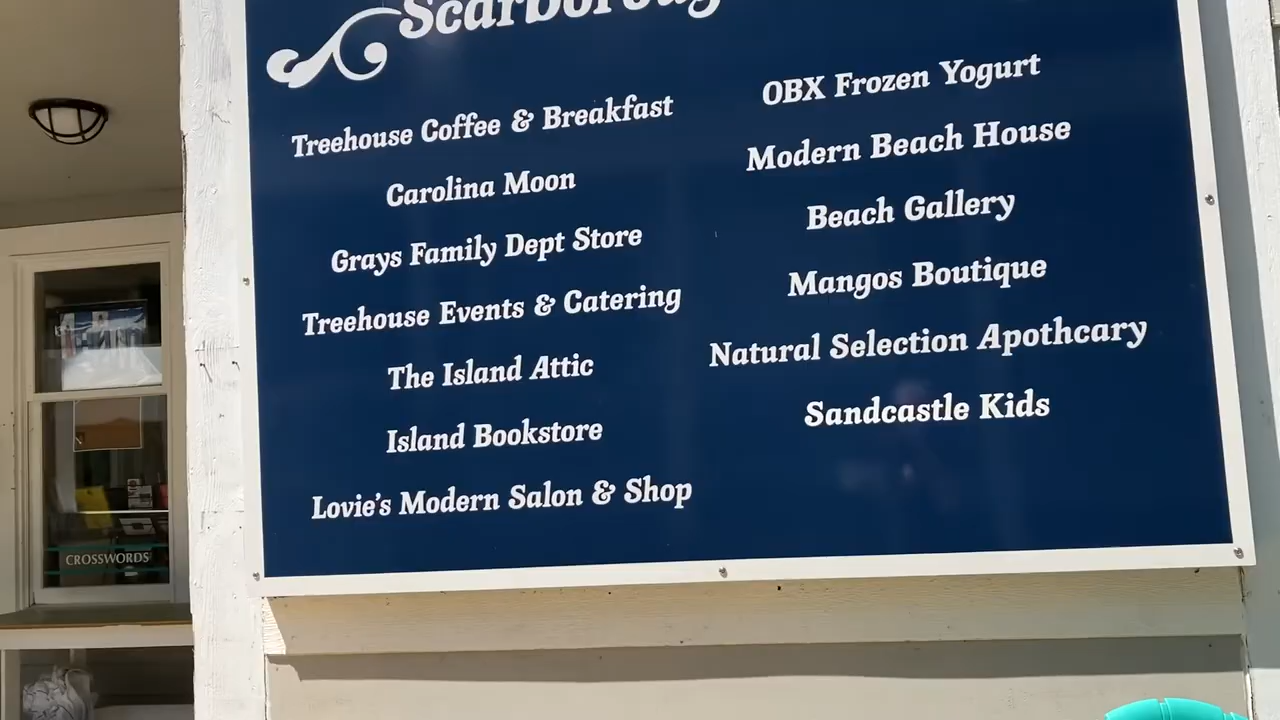 Treehouse Coffee & Breakfast
Carolina Moon
Grays Family Dept Store
Treehouse Events & Catering
The Island Attic
Island Bookstore
Lovie's Modern Salon & Shop
OBX Frozen Yogurt
Modern Beach House
Beach Gallery
Mangos Boutique
Natural Selection Apothcary
Sandcastle Kids
CROSSWORDS